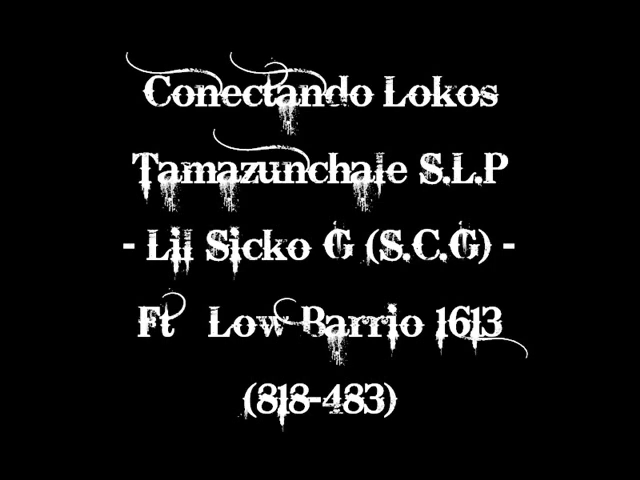 Conectando Lokos
Tamazunchale S.L.P
- Lil Sicko G (S.C.G) -
Ft Low Barrio 1613
(818-483)